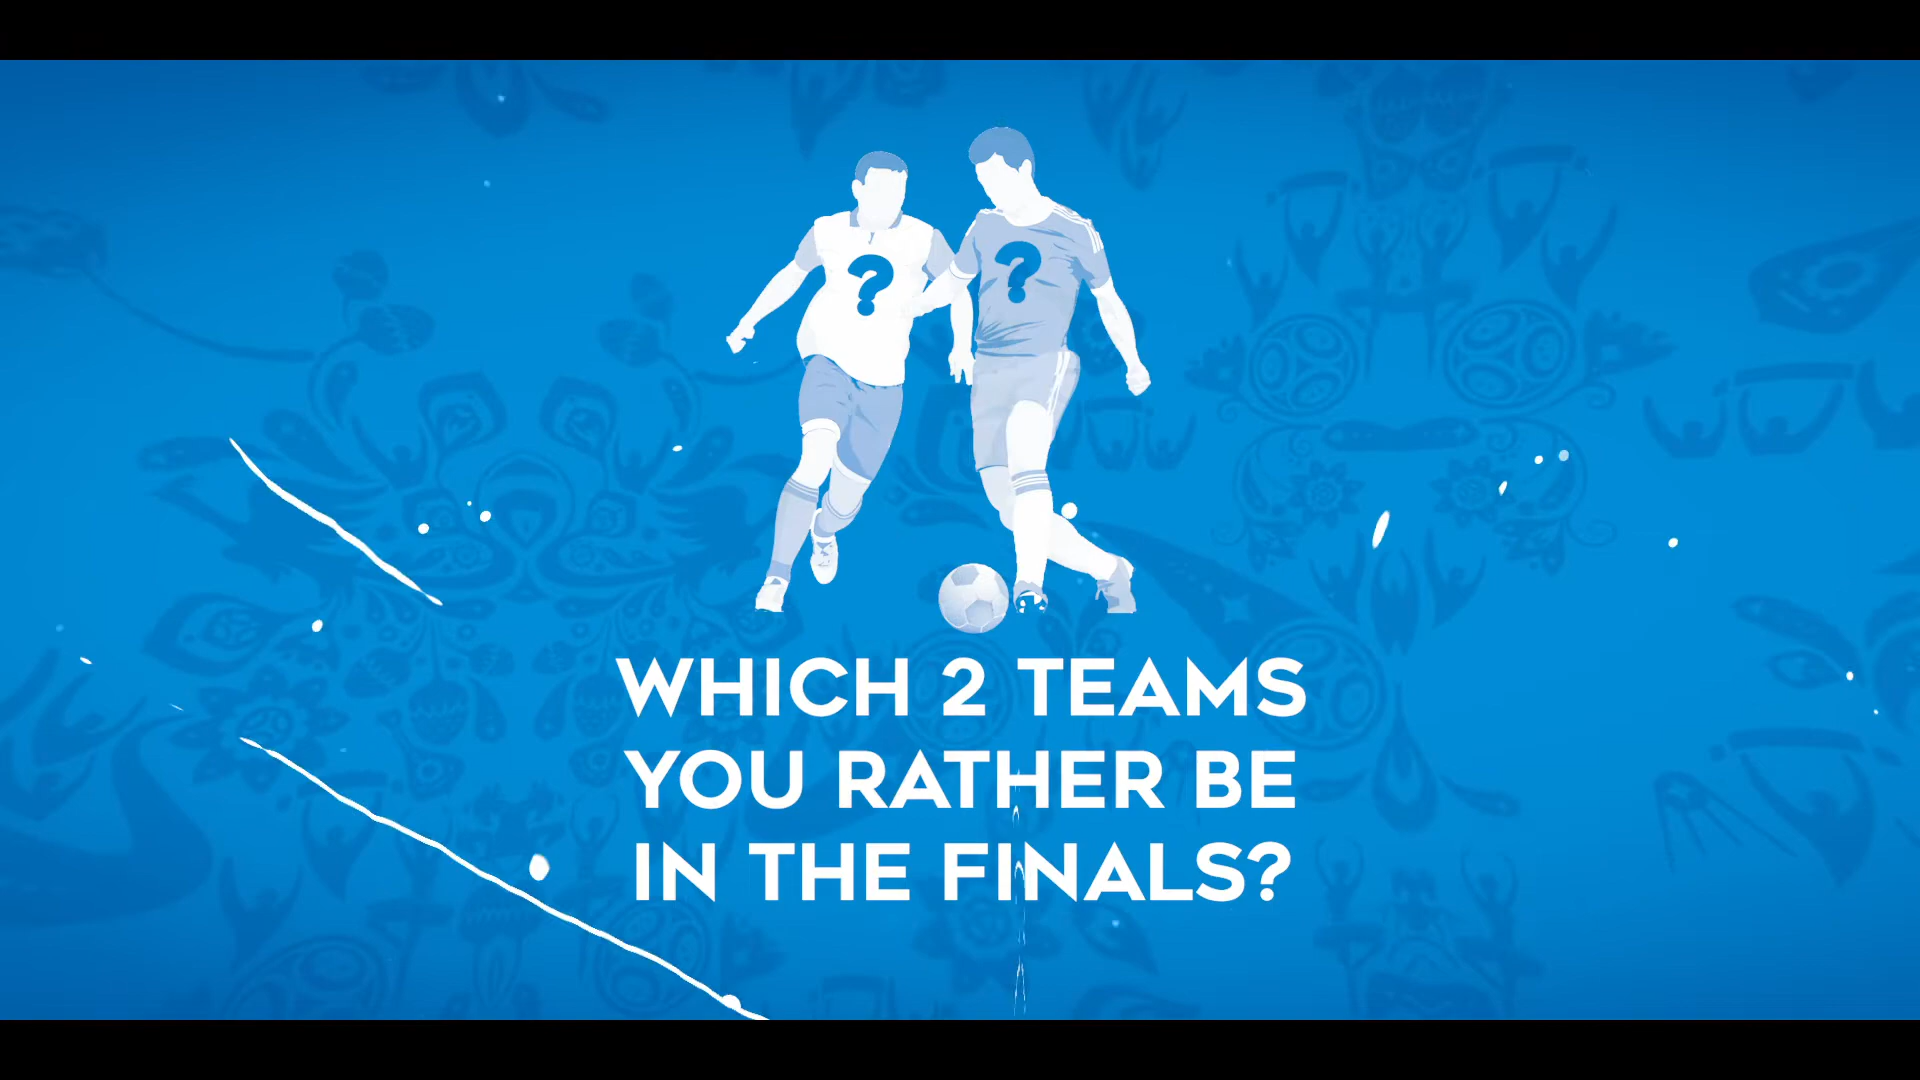 ? ?
WHICH 2 TEAMS
YOU RATHER BE
IN THE FINALS?